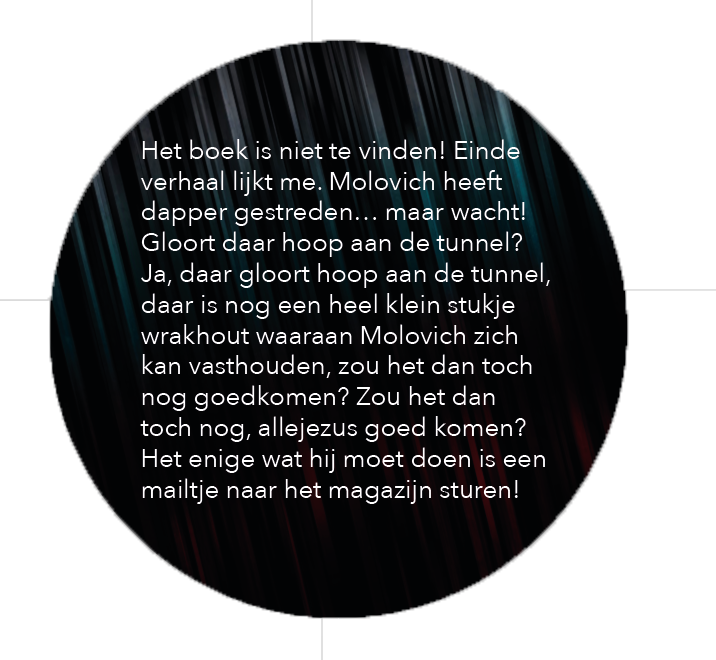 Het boek is niet te vinden! Einde
verhaal lijkt me. Molovich heeft
dapper gestreden... maar wacht!
Gloort daar hoop aan de tunnel?
Ja, daar gloort hoop aan de tunnel,
daar is nog een heel klein stukje
wrakhout waaraan Molovich zich
kan vasthouden, zou het dan toch
nog goedkomen? Zou het dan
toch nog, allejezus goed komen?
Het enige wat hij moet doen is een
mailtje naar het magazijn sturen!